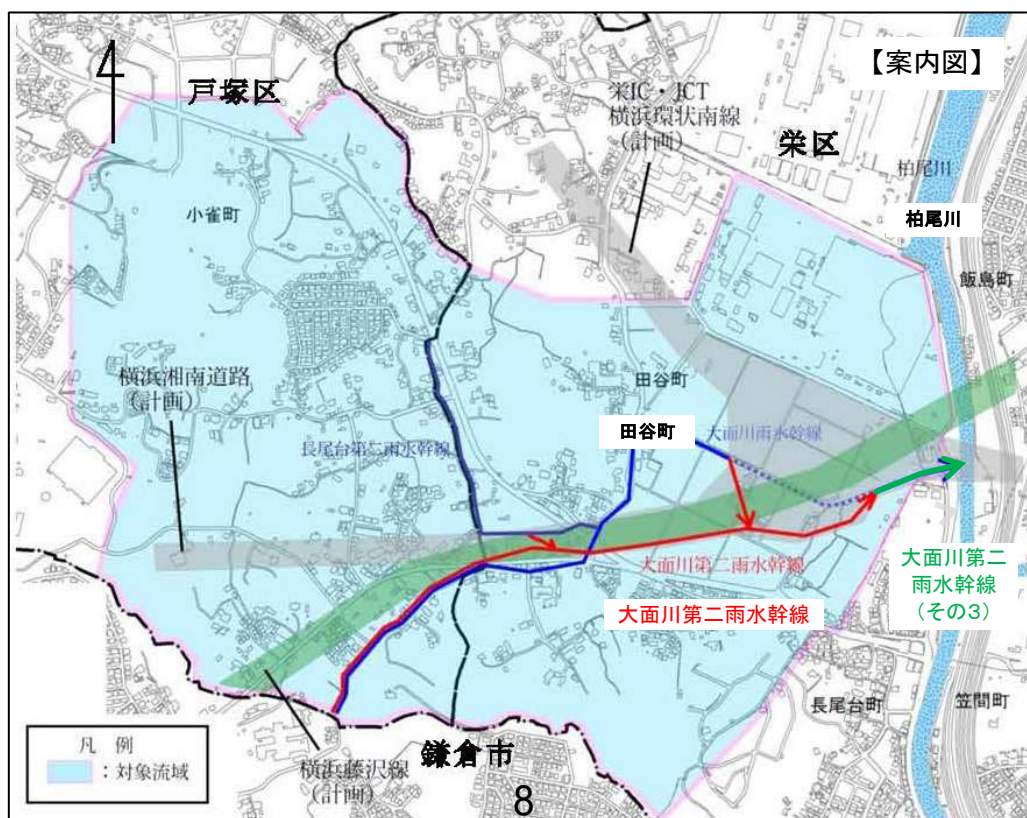 【案内図】
戸塚区
栄IC・JCT
横浜環状南線
(計画)
栄区
柏尾川
柏尾川
小雀町
飯島町
横浜湘南道路
(計画)
田谷町
田谷町
大面川雨水幹線
長尾台第二雨水幹線
大面川第二雨水幹線
大面川第二雨水幹線
大面川第二
雨水幹線
(その3)
長尾台町
笠間町
凡 例
:対象流域
横浜藤沢線
(計画)
鎌倉市
8